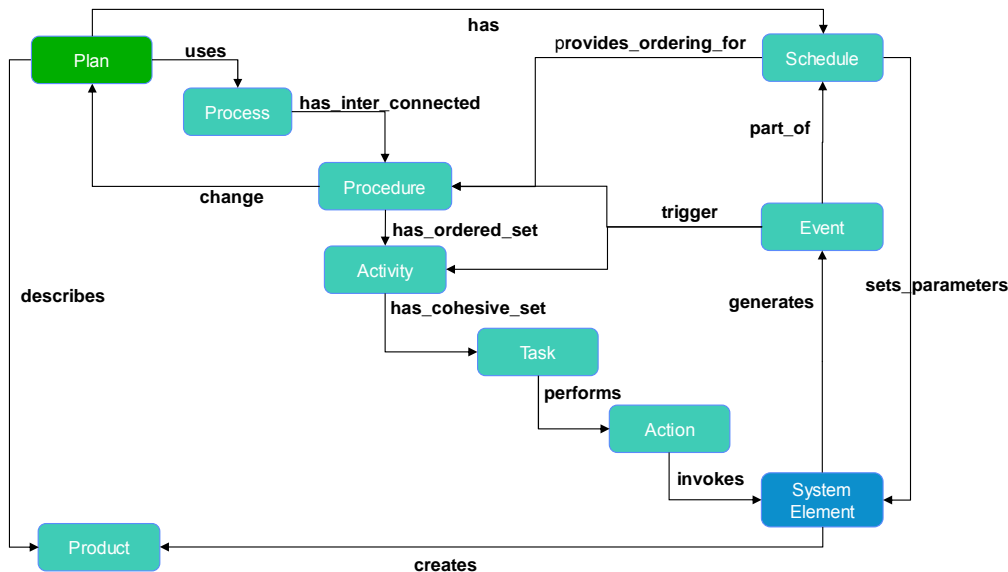 has
Plan
uses
provides_ordering_for
Schedule
Process
has_inter_connected
part_of
Procedure
change
trigger
Event
has_ordered_set
Activity
describes
generates
sets_parameters
has_cohesive_set
Task
performs
Action
invokes
System
Element
Product
creates